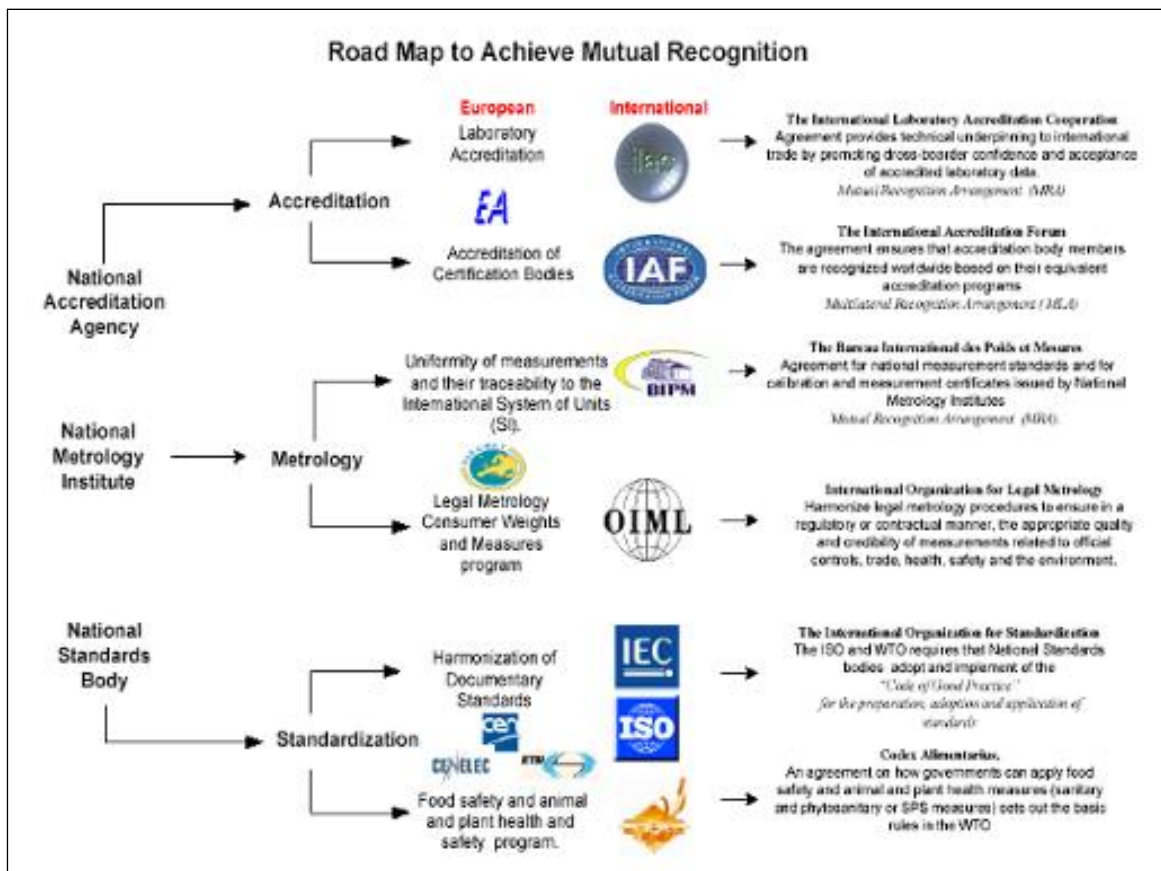 Road Map to Achieve Mutual Recognition
European
International
Laboratory
Accreditation
ilac
The International Laboratory Accreditation Cooperation
Agreement provides technical underpinning to international
trade by promoting dross-boarder confidence and acceptance
of accredited laboratory data.
Mutual Recognition Arrangement (MRA)
Accreditation
EA
Accreditation of
Certification Bodies
IAF
The International Accreditation Forum
The agreement ensures that accreditation body members
are recognized worldwide based on their equivalent
accreditation programs
Multilateral Recognition Arrangement (MLA)
National
Accreditation
Agency
Uniformity of measurements
and their traceability to the
International System of Units
(SI).
BIPM
The Bureau International des Poids et Mesures
Agreement for national measurement standards and for
calibration and measurement certificates issued by National
Metrology Institutes
Mutual Recognition Arrangement (MRA).
National
Metrology
Institute
Metrology
Legal Metrology
Consumer Weights
and Measures
program
OIML
International Organization for Legal Metrology
Harmonize legal metrology procedures to ensure in a
regulatory or contractual manner, the appropriate quality
and credibility of measurements related to official
controls, trade, health, safety and the environment.
National
Standards
Body
Harmonization of
Documentary
Standards
IEC
The International Organization for Standardization
The ISO and WTO requires that National Standards
bodies adopt and implement of the
"Code of Good Practice"
for the preparation, adoption and application of
standards
Standardization
cen
CENELEC
ETSI
ISO
Food safety and animal
and plant health and
safety program.
Codex Alimentarius,
An agreement on how governments can apply food
safety and animal and plant health measures (sanitary
and phytosanitary or SPS measures) sets out the basis
rules in the WTO